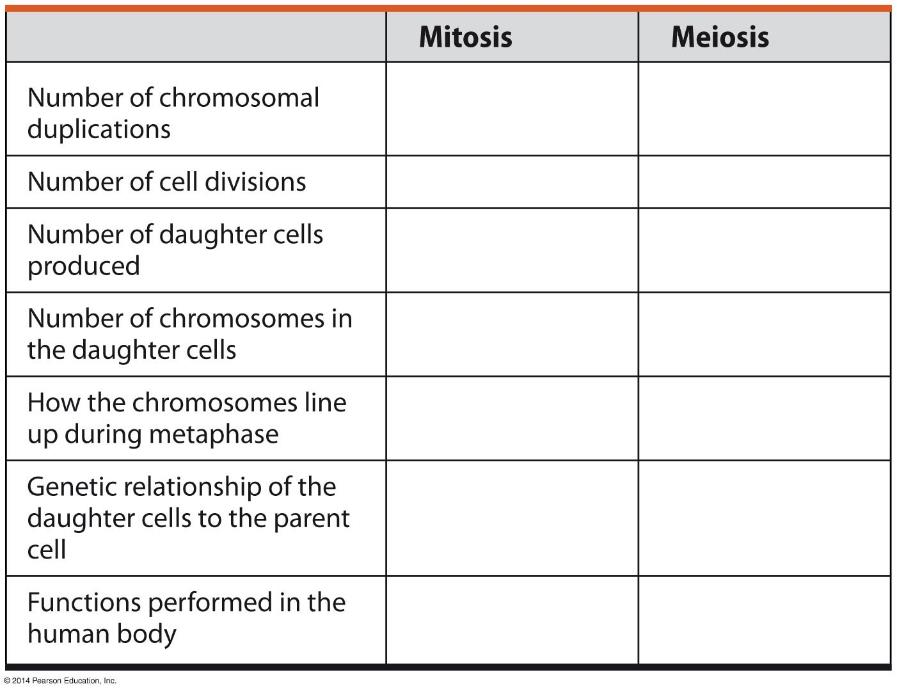 Mitosis Meiosis
Number of chromosomal
duplications
Number of cell divisions
Number of daughter cells
produced
Number of chromosomes in
the daughter cells
How the chromosomes line
up during metaphase
Genetic relationship of the
daughter cells to the parent
cell
Functions performed in the
human body
© 2014 Pearson Education, Inc.